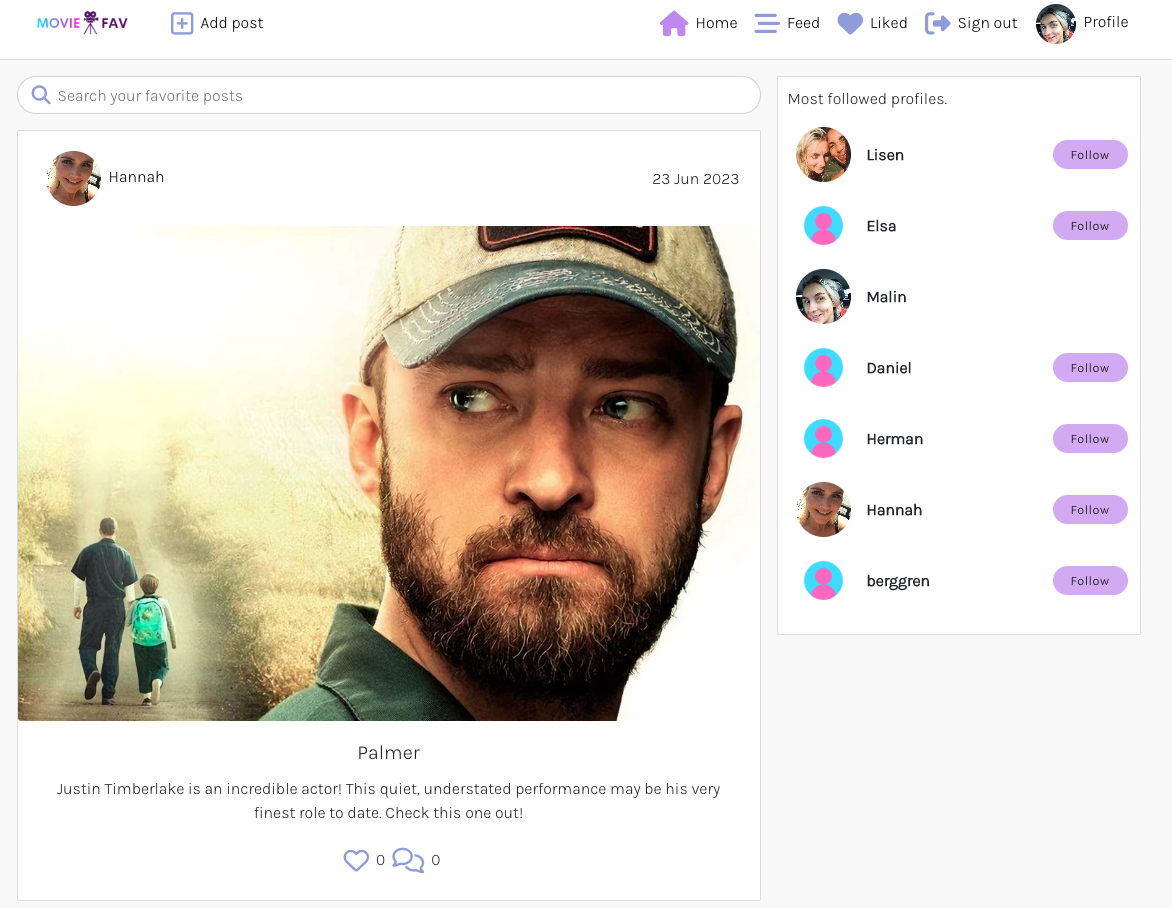 MOVIE FAV
Add post
Home
Feed
Liked
Sign out
Profile
Search your favorite posts
Hannah
23 Jun 2023
Palmer
Justin Timberlake is an incredible actor! This quiet, understated performance may be his very
finest role to date. Check this one out!
0
0
Most followed profiles.
Lisen
Follow
Elsa
Follow
Malin
Daniel
Follow
Herman
Follow
Hannah
Follow
berggren
Follow